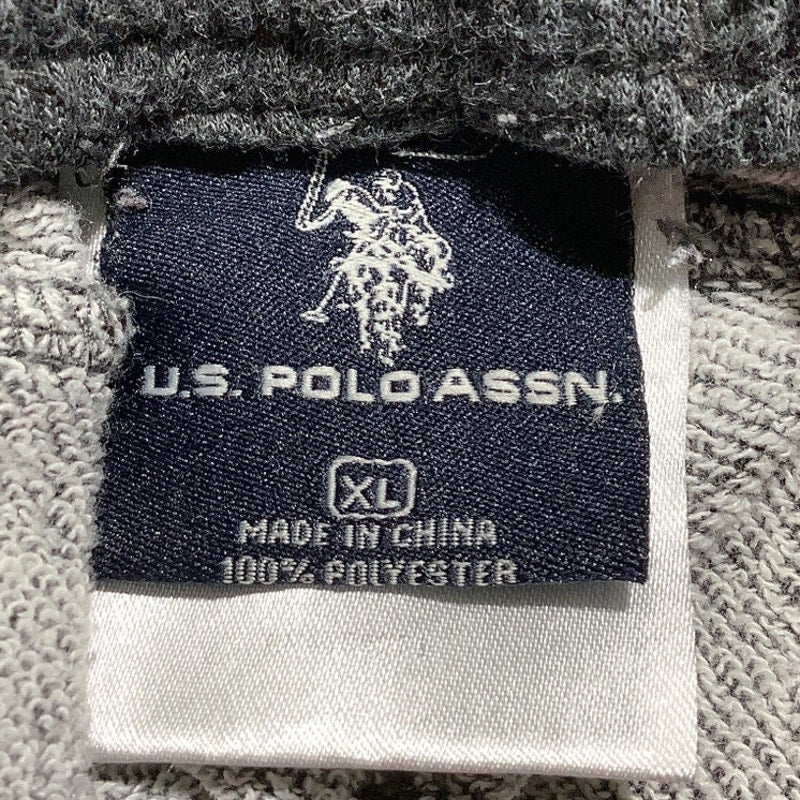 U.S. POLO ASSN.
XL
MADE IN CHINA
100% POLYESTER